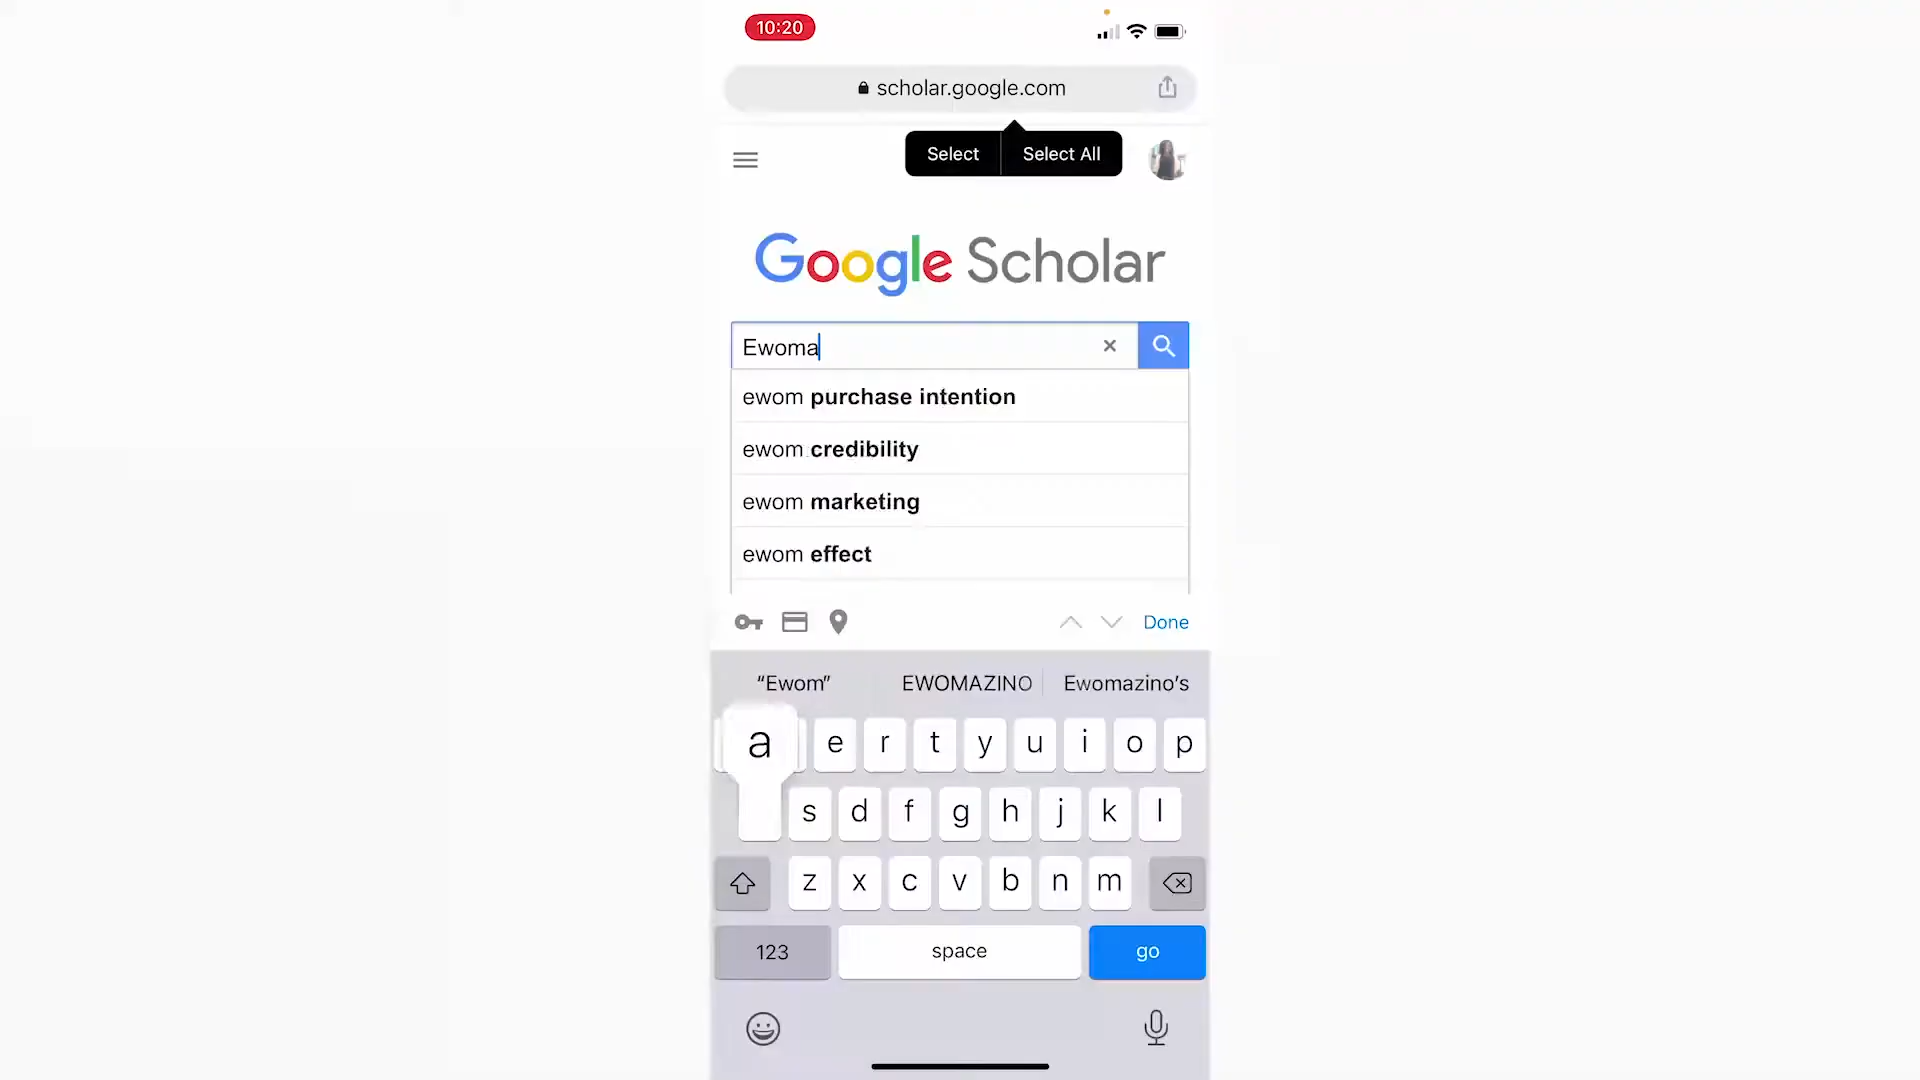 10:20
scholar.google.com
Select Select All
Google Scholar
Ewoma
ewom purchase intention
ewom credibility
ewom marketing
ewom effect
Done
“Ewom” EWOMAZINO Ewomazino’s
a e r t y u i o p
s d f g h j k l
z x c v b n m
123 space go